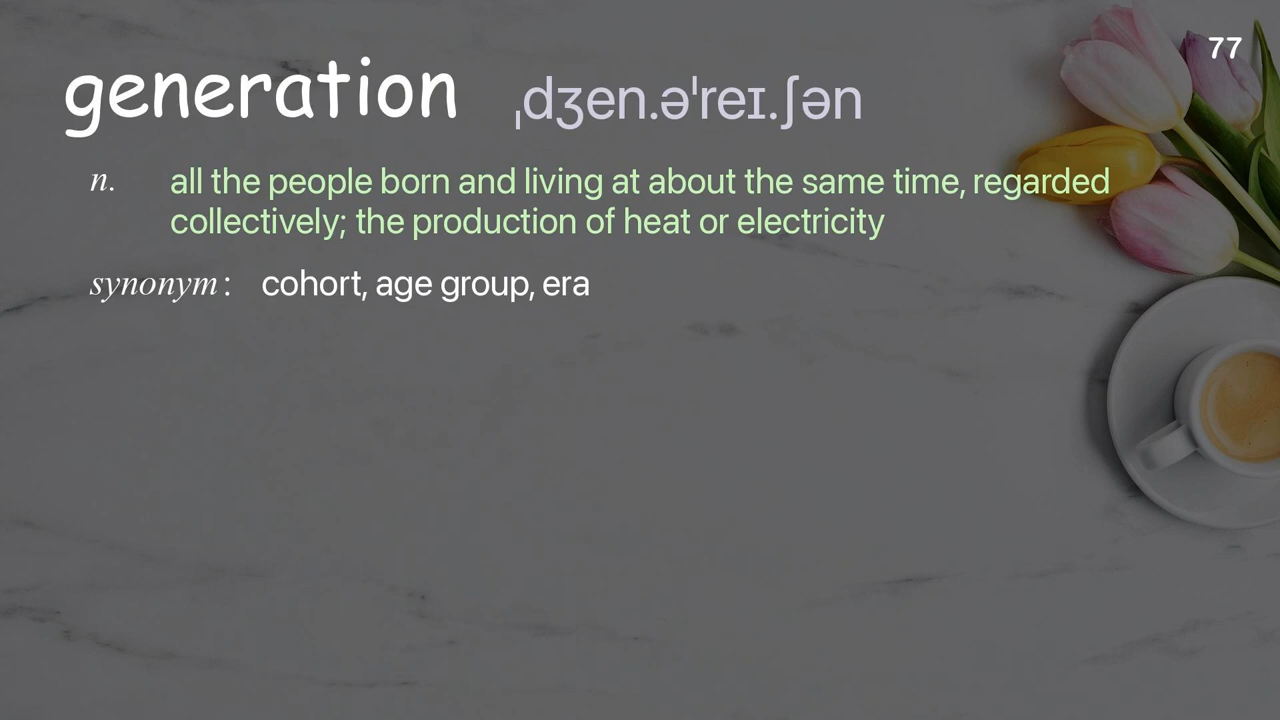 77
generation ˌdʒen.əˈreɪ.ʃən
n. all the people born and living at about the same time, regarded
collectively; the production of heat or electricity
synonym : cohort, age group, era